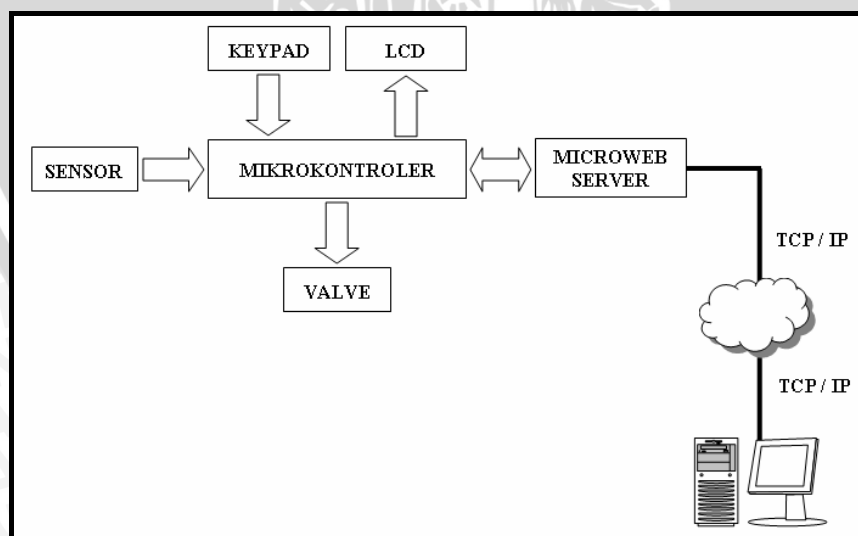 KEYPAD
LCD
SENSOR
MIKROKONTROLER
MICROWEB
SERVER
VALVE
TCP / IP
TCP / IP